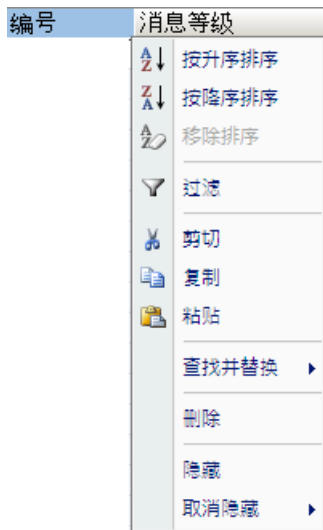 编号 消息等级
按升序排序
按降序排序
移除排序
过滤
剪切
复制
粘贴
查找并替换
删除
隐藏
取消隐藏